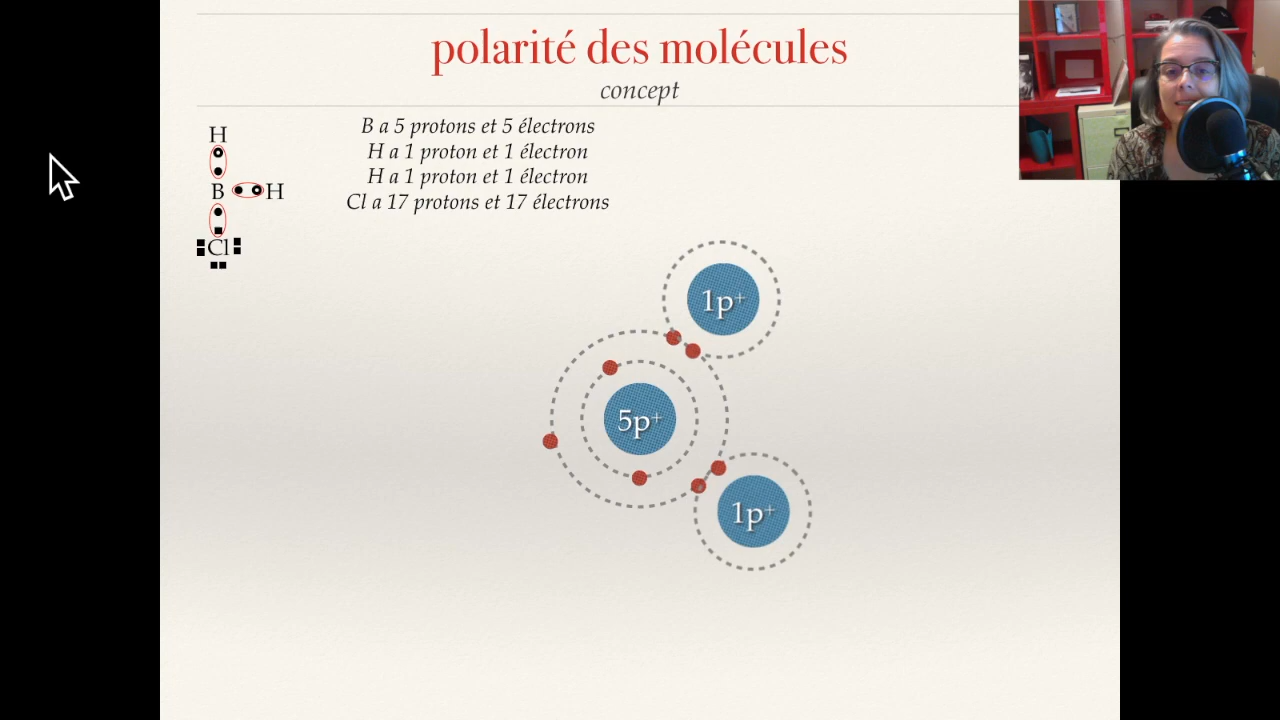 polarité des molécules
concept
B a 5 protons et 5 électrons
H a 1 proton et 1 électron
H a 1 proton et 1 électron
Cl a 17 protons et 17 électrons
H
B H
Cl
1p⁺
5p⁺
1p⁺